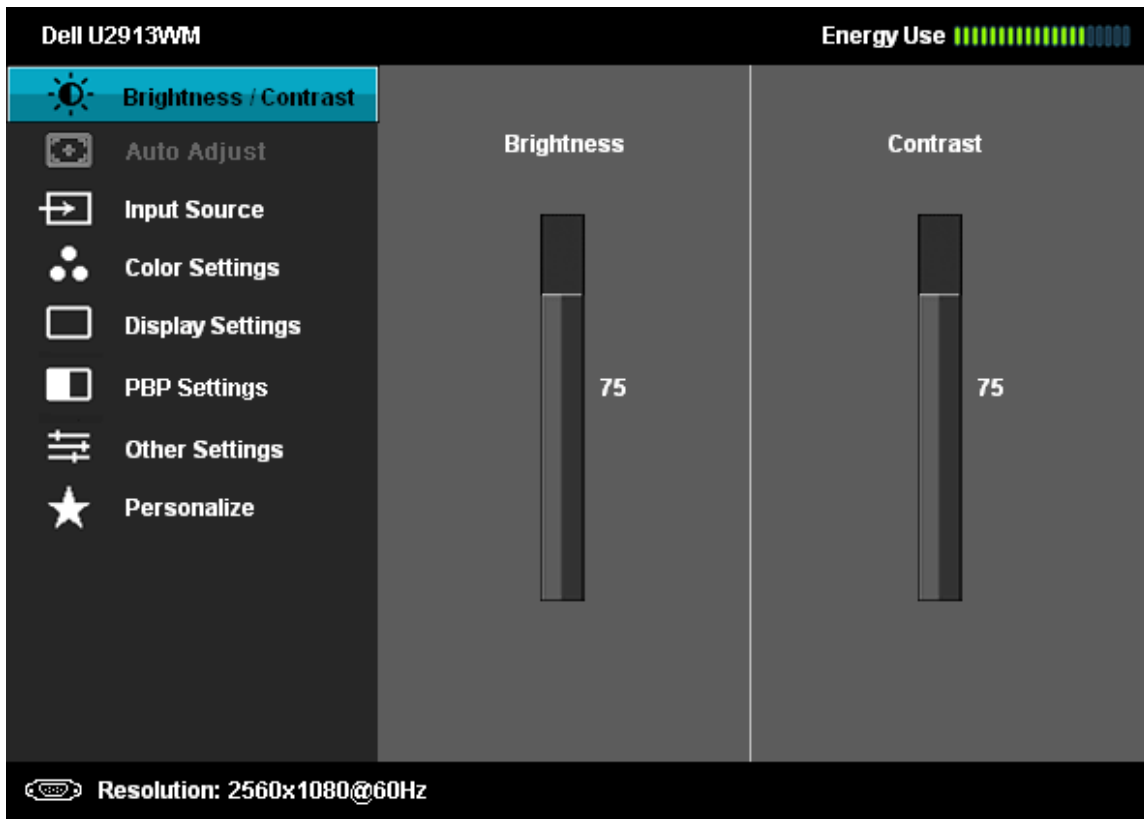 Dell U2913WM
Energy Use
Brightness / Contrast
Auto Adjust
Input Source
Color Settings
Display Settings
PBP Settings
Other Settings
Personalize
Brightness
75
Contrast
75
Resolution: 2560x1080@60Hz